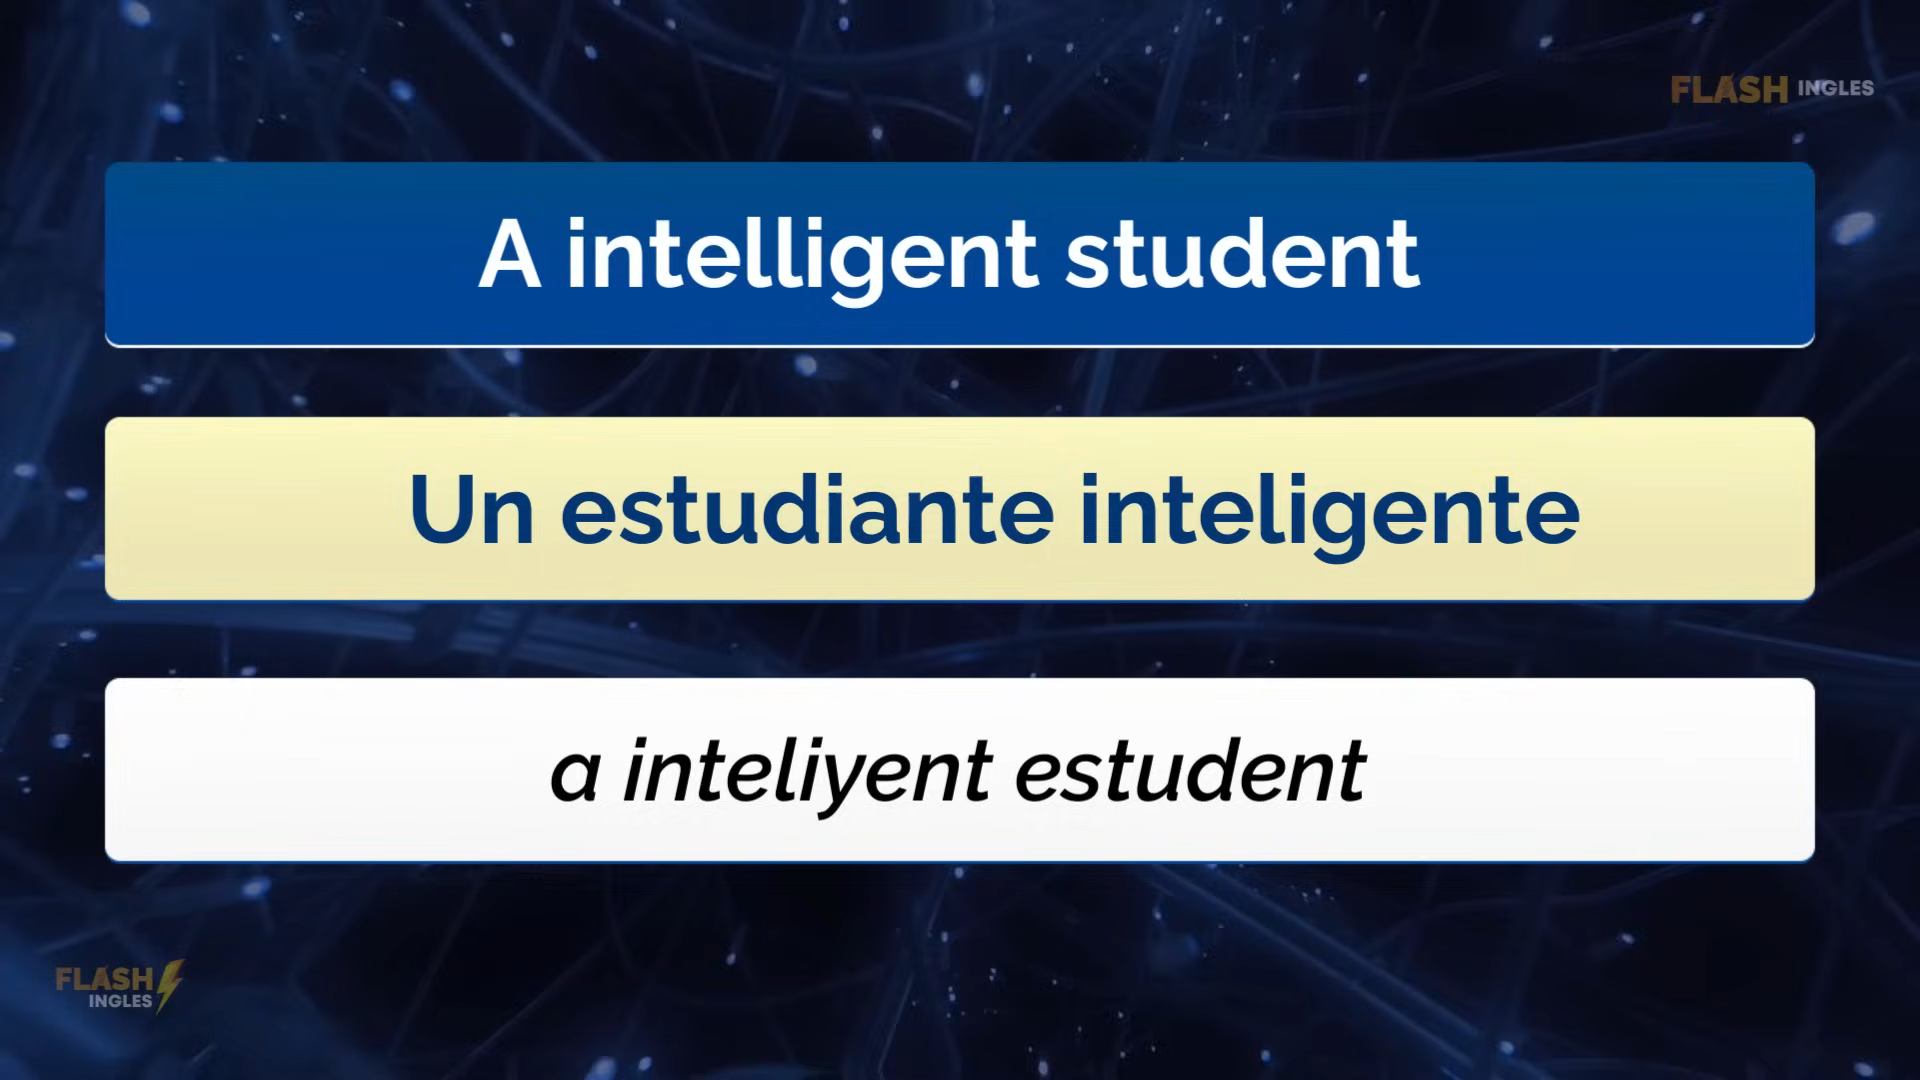 FLASH INGLES
A intelligent student
Un estudiante inteligente
a inteliyent estudent
FLASH
INGLES